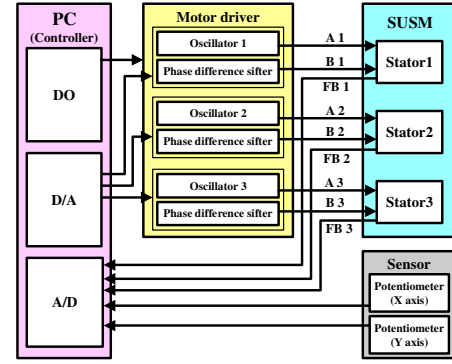 PC
(Controller)
DO
D/A
A/D
Motor driver
Oscillator 1
Phase difference sifter
Oscillator 2
Phase difference sifter
Oscillator 3
Phase difference sifter
A 1
B 1
FB 1
A 2
B 2
FB 2
A 3
B 3
FB 3
SUSM
Stator1
Stator2
Stator3
Sensor
Potentiometer
(X axis)
Potentiometer
(Y axis)